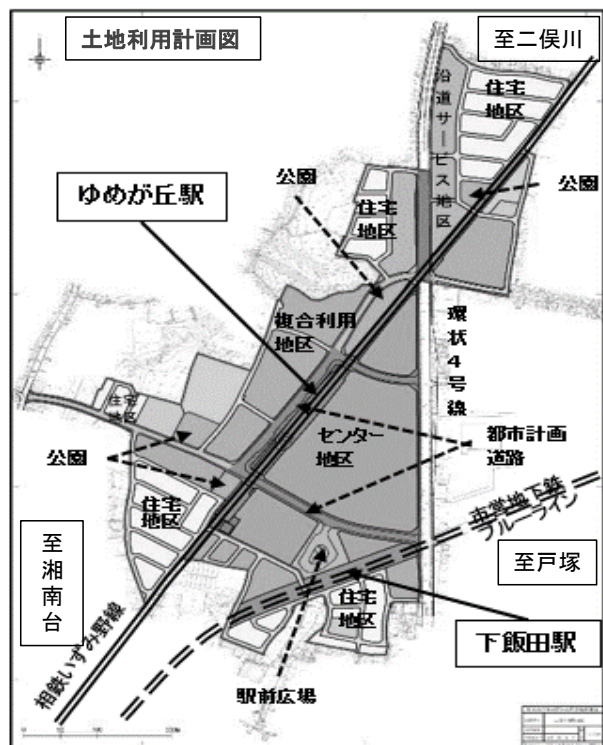 土地利用計画図
至二俣川
沿道サービス地区
住宅
地区
公園
公園
ゆめが丘駅
住宅
地区
複合利用
地区
環状4号線
住宅
地区
センター
地区
都市計画
道路
公園
住宅
地区
市営地下鉄
ブルーライン
至湘南台
至戸塚
住宅
地区
下飯田駅
相鉄いずみ野線
駅前広場